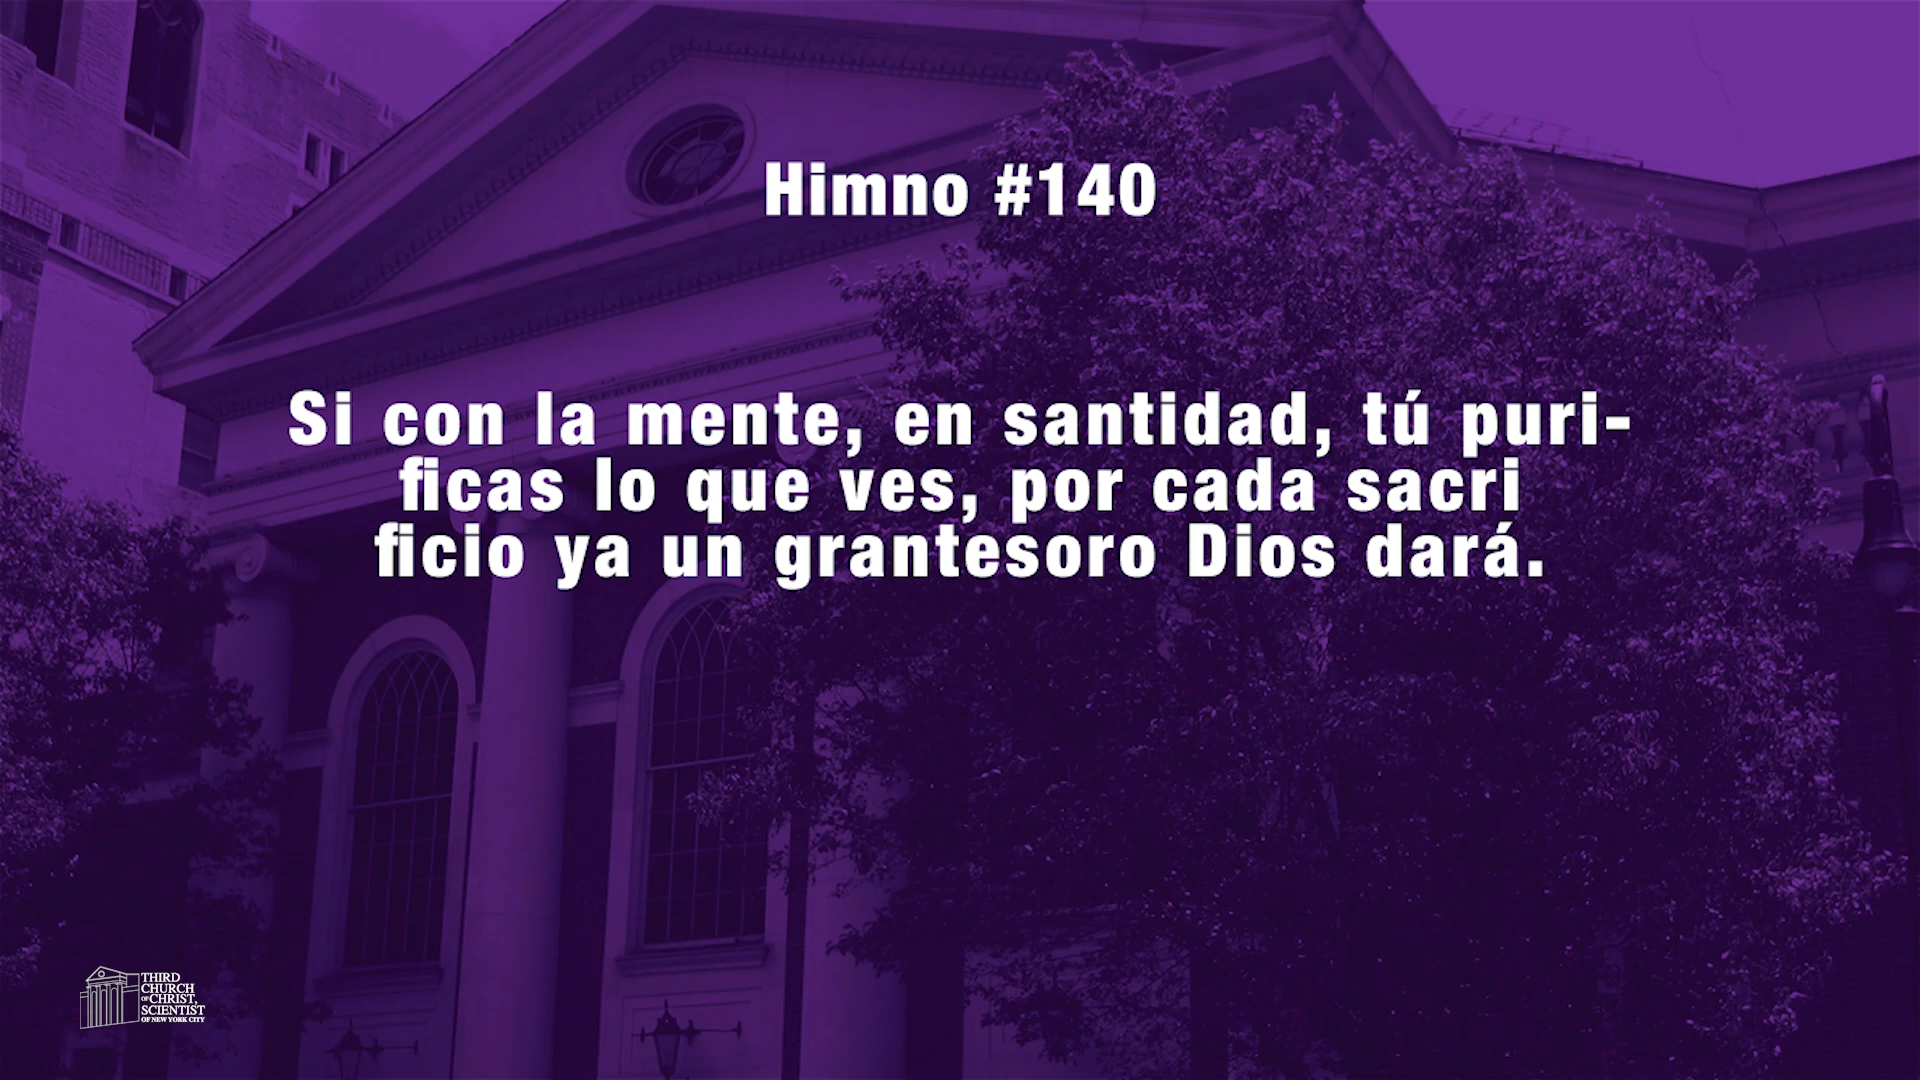 Himno #140
Si con la mente, en santidad, tú puri-
ficas lo que ves, por cada sacri
ficio ya un grantesoro Dios dará.
THIRD
CHURCH
OF CHRIST,
SCIENTIST
OF NEW YORK CITY